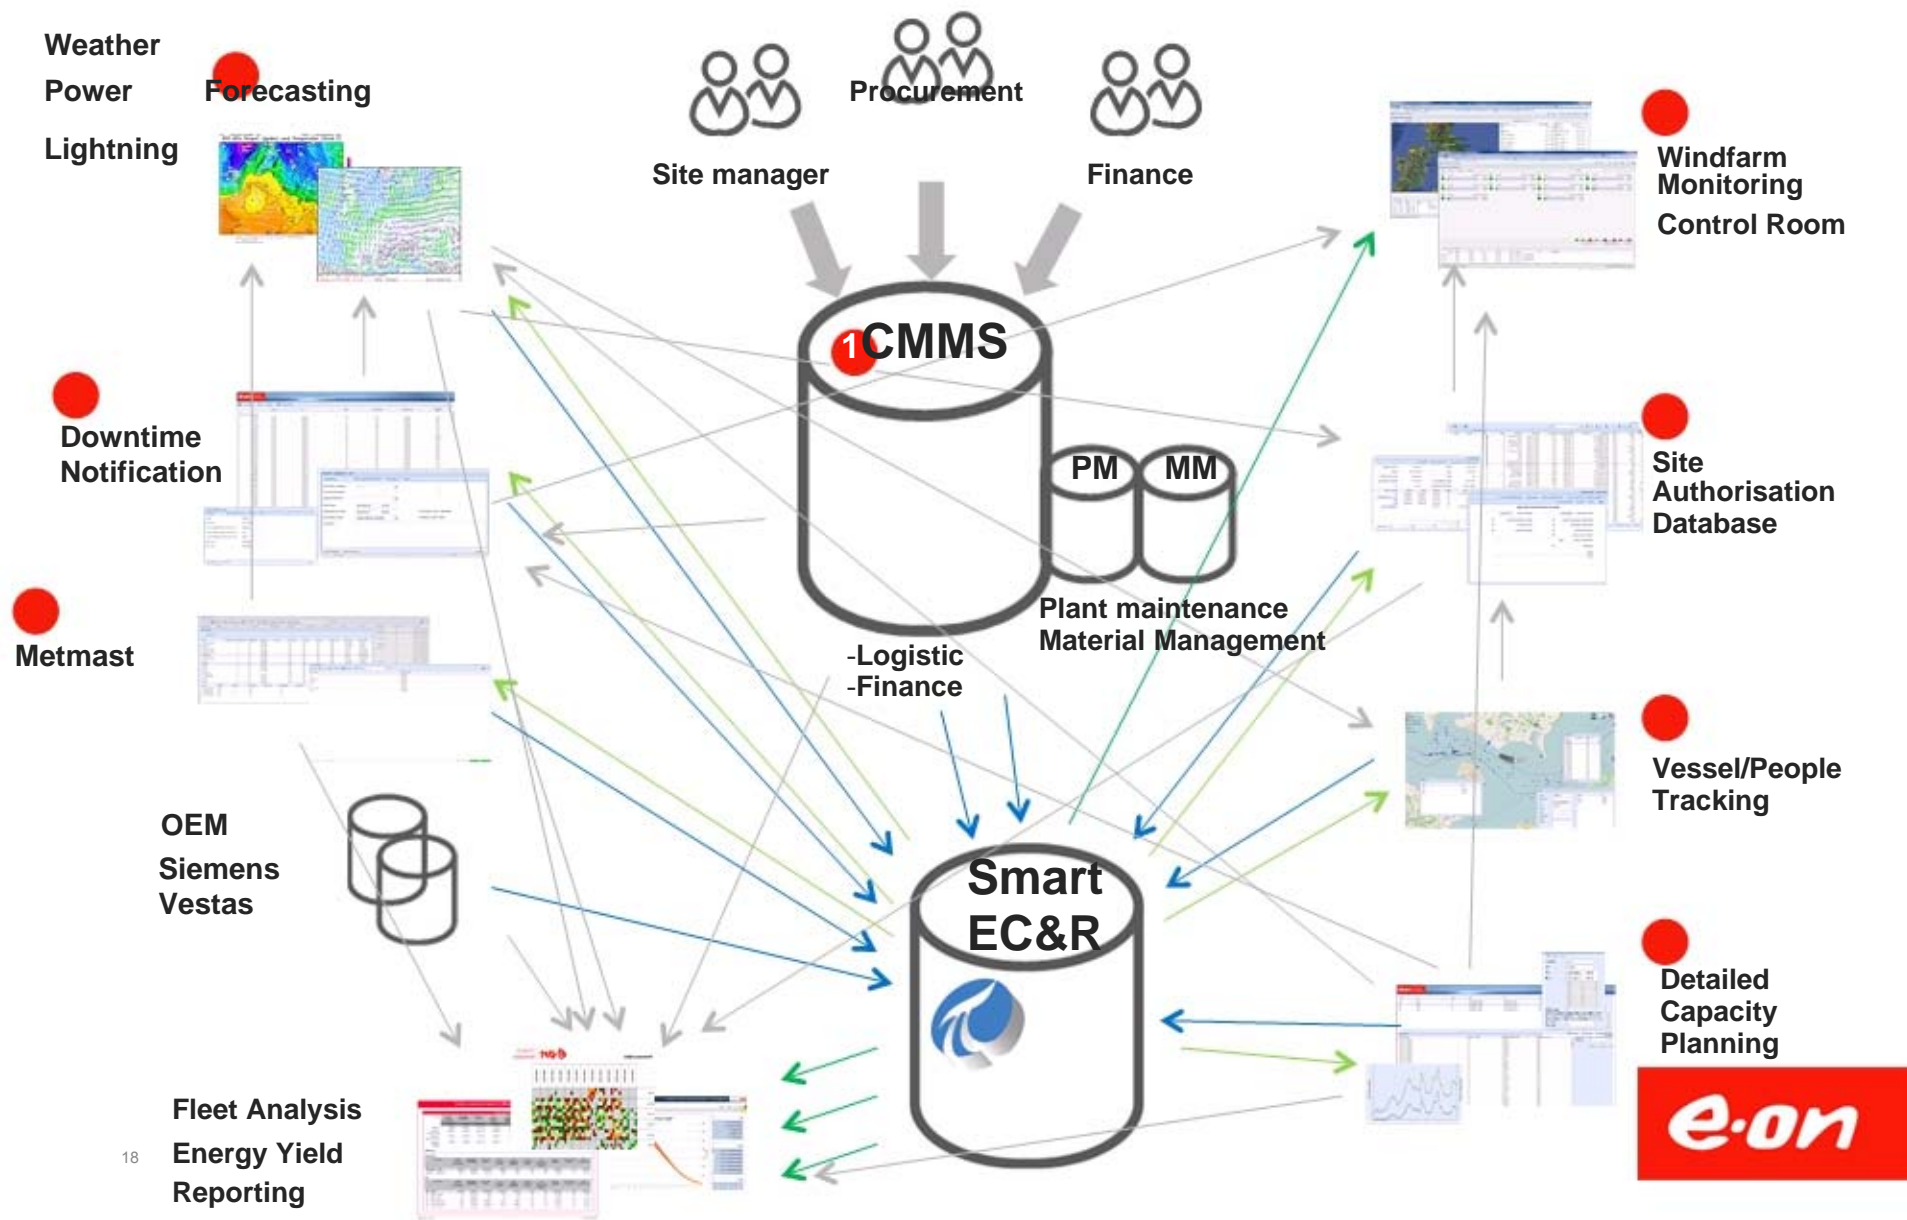 Weather
Power Forecasting
Lightning
Procurement
Site manager
Finance
Windfarm
Monitoring
Control Room
1 CMMS
Downtime
Notification
PM
MM
Site
Authorisation
Database
Metmast
Plant maintenance
Material Management
-Logistic
-Finance
Vessel/People
Tracking
OEM
Siemens
Vestas
Smart
EC&R
Detailed
Capacity
Planning
Fleet Analysis
Energy Yield
Reporting
e·on
18